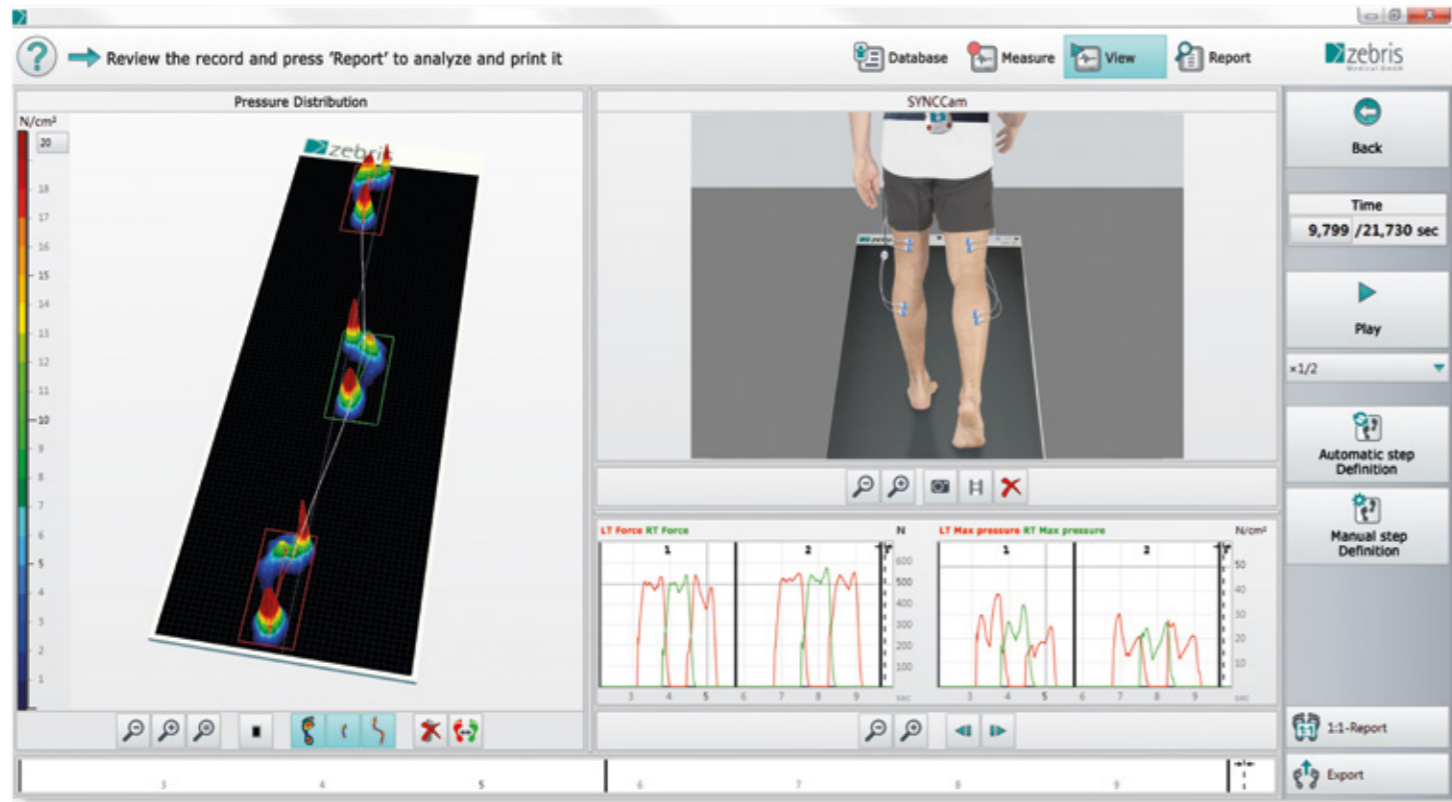 Review the record and press 'Report' to analyze and print it
Database
Measure
View
Report
zebris
Medical GmbH
Pressure Distribution
N/cm²
20
18
17
16
15
14
13
12
11
10
9
8
7
6
5
4
3
2
1
zebris
SYNCCam
LT Force RT Force
N
1
2
600
500
400
300
200
100
3 4 5 6 7 8 9 sec
LT Max pressure RT Max pressure
N/cm²
1
2
50
40
30
20
10
3 4 5 6 7 8 9 sec
Back
Time
9,799 /21,730 sec
Play
×1/2
Automatic step
Definition
Manual step
Definition
1:1-Report
Export
3 4 5 6 7 8 9